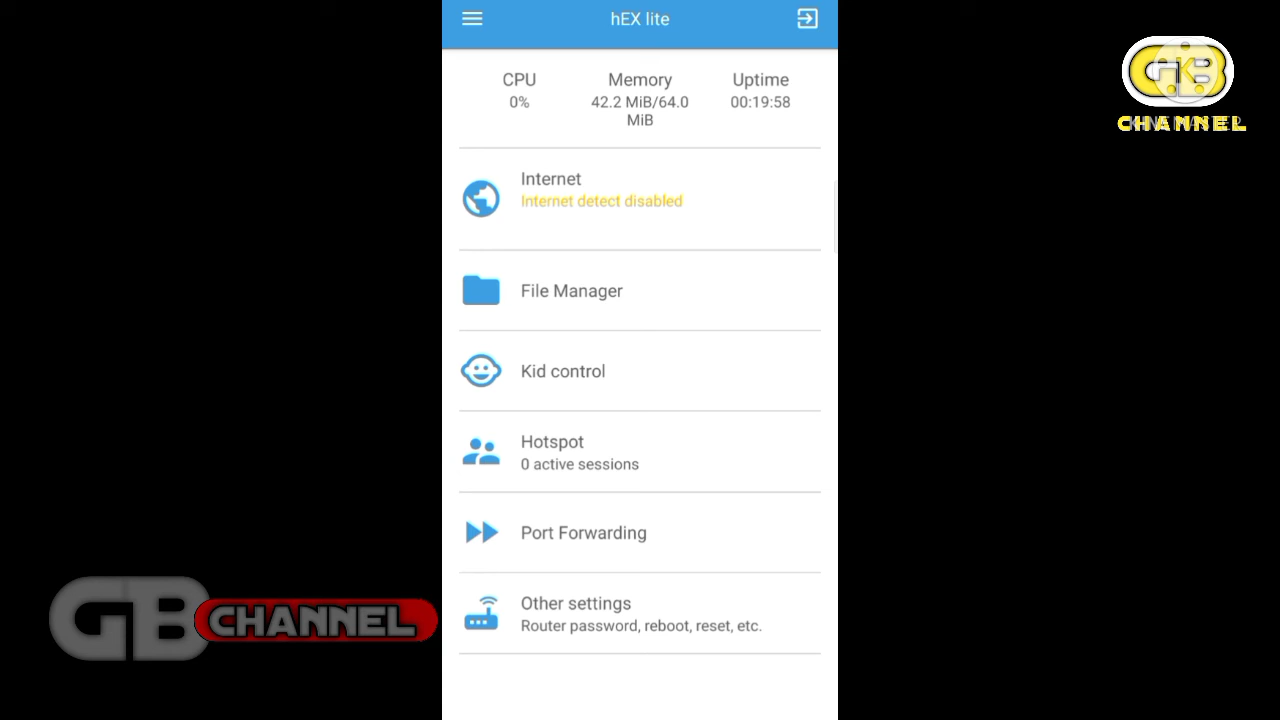 hEX lite
CPU
0%
Memory
42.2 MiB/64.0
MiB
Uptime
00:19:58
Internet
Internet detect disabled
File Manager
Kid control
Hotspot
0 active sessions
Port Forwarding
Other settings
Router password, reboot, reset, etc.
GB
CHANNEL
GB CHANNEL